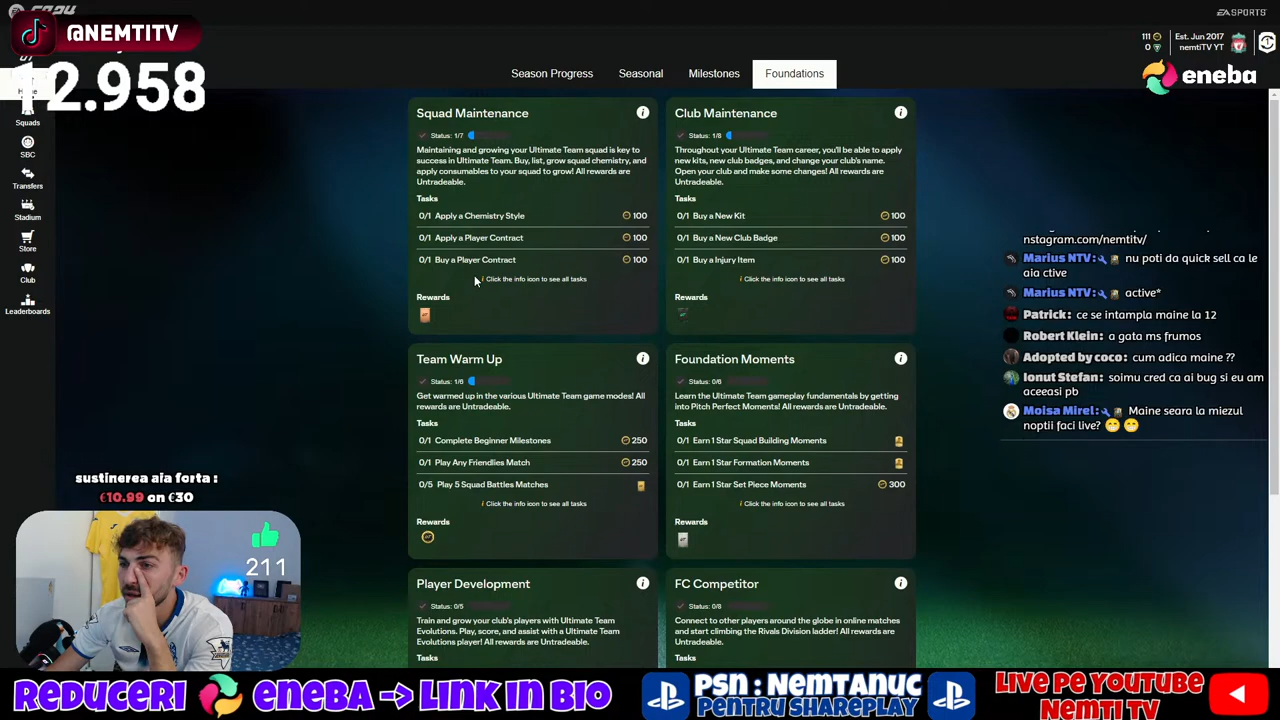 @NEMTITV
12.958
EA SPORTS
111
0
Est. Jun 2017
nemtiTV YT
eneba
Season Progress
Seasonal
Milestones
Foundations
Squads
SBC
Transfers
Stadium
Store
Club
Leaderboards
Squad Maintenance
Status: 1/7
Maintaining and growing your Ultimate Team squad is key to
success in Ultimate Team. Buy, list, grow squad chemistry, and
apply consumables to your squad to grow! All rewards are
Untradeable.
Tasks
0/1 Apply a Chemistry Style 100
0/1 Apply a Player Contract 100
0/1 Buy a Player Contract 100
Click the info icon to see all tasks
Rewards
Club Maintenance
Status: 1/8
Throughout your Ultimate Team career, you'll be able to apply
new kits, new club badges, and change your club's name.
Open your club and make some changes! All rewards are
Untradeable.
Tasks
0/1 Buy a New Kit 100
0/1 Buy a New Club Badge 100
0/1 Buy a Injury Item 100
Click the info icon to see all tasks
Rewards
Team Warm Up
Status: 1/6
Get warmed up in the various Ultimate Team game modes! All
rewards are Untradeable.
Tasks
0/1 Complete Beginner Milestones 250
0/1 Play Any Friendlies Match 250
0/5 Play 5 Squad Battles Matches
Click the info icon to see all tasks
Rewards
Foundation Moments
Status: 0/6
Learn the Ultimate Team gameplay fundamentals by getting
into Pitch Perfect Moments! All rewards are Untradeable.
Tasks
0/1 Earn 1 Star Squad Building Moments
0/1 Earn 1 Star Formation Moments
0/1 Earn 1 Star Set Piece Moments 300
Click the info icon to see all tasks
Rewards
Player Development
Status: 0/5
Train and grow your club's players with Ultimate Team
Evolutions. Play, score, and assist with a Ultimate Team
Evolutions player! All rewards are Untradeable.
Tasks
FC Competitor
Status: 0/8
Connect to other players around the globe in online matches
and start climbing the Rivals Division ladder! All rewards are
Untradeable.
Tasks
nstagram.com/nemtitv/
Marius NTV: nu poti da quick sell ca le
aia ctive
Marius NTV: active*
Patrick: ce se intampla maine la 12
Robert Klein: a gata ms frumos
Adopted by coco: cum adica maine ??
Ionut Stefan: soimu cred ca ai bug si eu am
aceeasi pb
Moisa Mirel: Maine seara la miezul
noptii faci live?
sustinerea aia forta :
€10.99 on €30
211
REDUCERI eneba -> LINK IN BIO
PSN : NEMTANUC
PENTRU SHAREPLAY
LIVE PE YOUTUBE
NEMTI TV